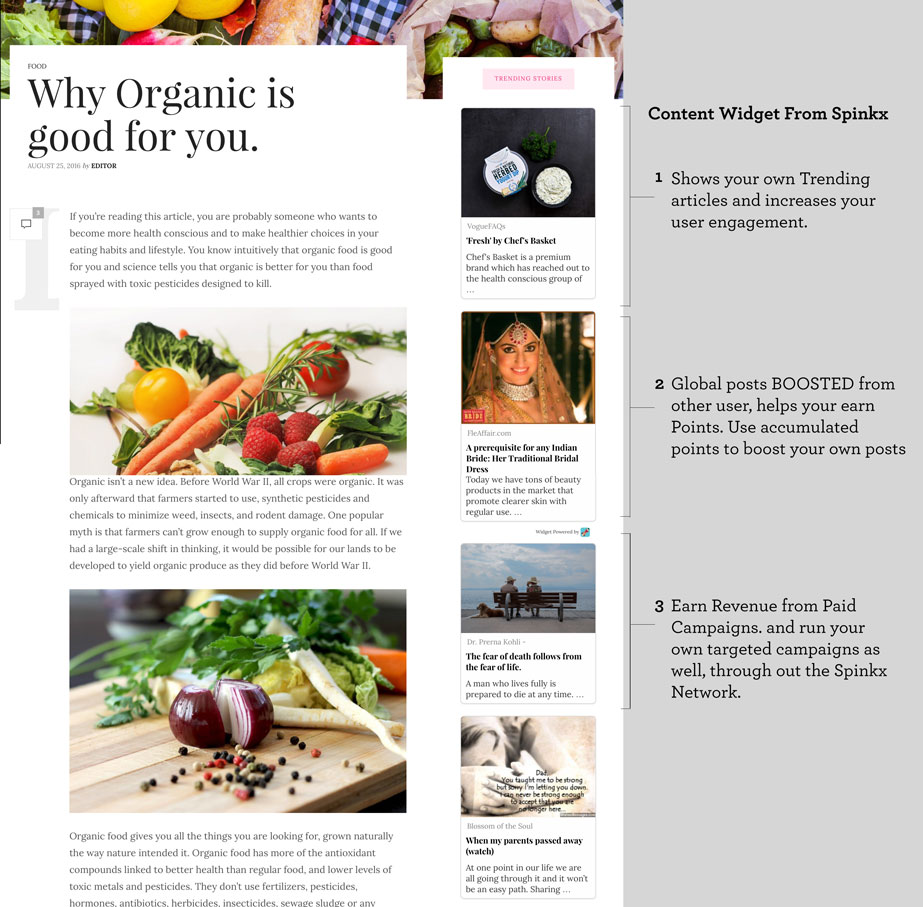 FOOD
Why Organic is
good for you.
AUGUST 25, 2016 by EDITOR
3
I
If you're reading this article, you are probably someone who wants to
become more health conscious and to make healthier choices in your
eating habits and lifestyle. You know intuitively that organic food is good
for you and science tells you that organic is better for you than food
sprayed with toxic pesticides designed to kill.
Organic isn't a new idea. Before World War II, all crops were organic. It was
only afterward that farmers started to use, synthetic pesticides and
chemicals to minimize weed, insects, and rodent damage. One popular
myth is that farmers can't grow enough to supply organic food for all. If we
had a large-scale shift in thinking, it would be possible for our lands to be
developed to yield organic produce as they did before World War II.
Organic food gives you all the things you are looking for, grown naturally
the way nature intended it. Organic food has more of the antioxidant
compounds linked to better health than regular food, and lower levels of
toxic metals and pesticides. They don't use fertilizers, pesticides,
hormones, antibiotics, herbicides, insecticides, sewage sludge or any
TRENDING STORIES
HERBED
YOGURT DIP
VogueFAQs
'Fresh' by Chef's Basket
Chef's Basket is a premium
brand which has reached out to
the health conscious group of
...
BRIDE
FleAffair.com
A prerequisite for any Indian
Bride: Her Traditional Bridal
Dress
Today we have tons of beauty
products in the market that
promote clearer skin with
regular use. ...
Widget Powered by
Dr. Prerna Kohli -
The fear of death follows from
the fear of life.
A man who lives fully is
prepared to die at any time. ...
Dad,
You taught me to be strong
but sorry I'm letting you down.
I can never be strong enough
to accept that you are
no longer here...
Blossom of the Soul
When my parents passed away
(watch)
At one point in our life we are
all going through it and it won't
be an easy path. Sharing ...
Content Widget From Spinkx
1 Shows your own Trending
articles and increases your
user engagement.
2 Global posts BOOSTED from
other user, helps your earn
Points. Use accumulated
points to boost your own posts
3 Earn Revenue from Paid
Campaigns. and run your
own targeted campaigns as
well, through out the Spinkx
Network.